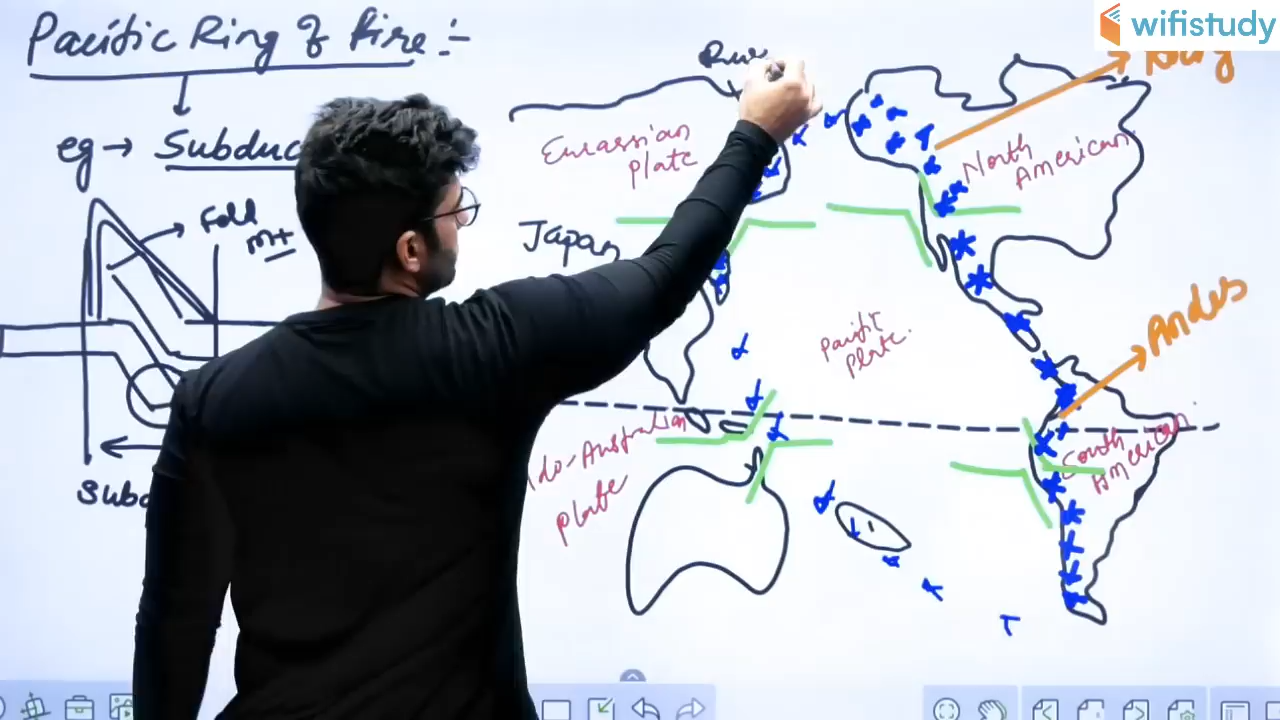 Pacific Ring of fire :-
wifistudy
eg → Subduc
Fold
mt
Eurassian
plate
North
American
Japan
Pacific
plate
Andes
do-Australian
plate
South
American
Subd